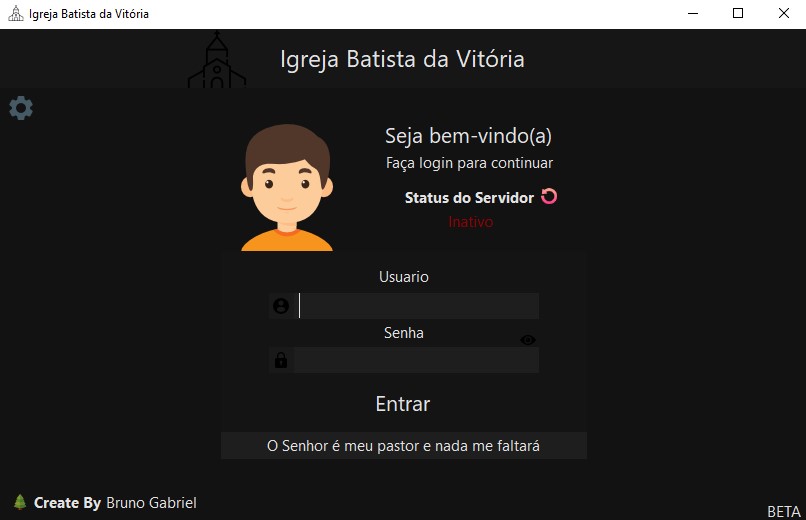 Igreja Batista da Vitória
Igreja Batista da Vitória
Seja bem-vindo(a)
Faça login para continuar
Status do Servidor
Inativo
Usuario
Senha
Entrar
O Senhor é meu pastor e nada me faltará
Create By Bruno Gabriel
BETA